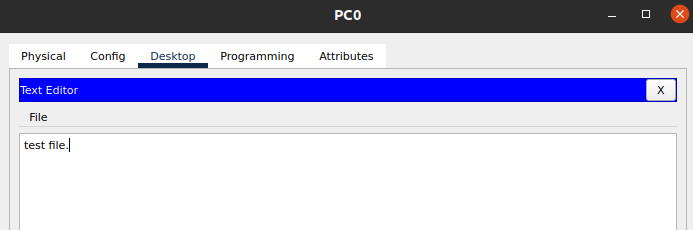 PC0
Physical Config Desktop Programming Attributes
Text Editor X
File
test file.